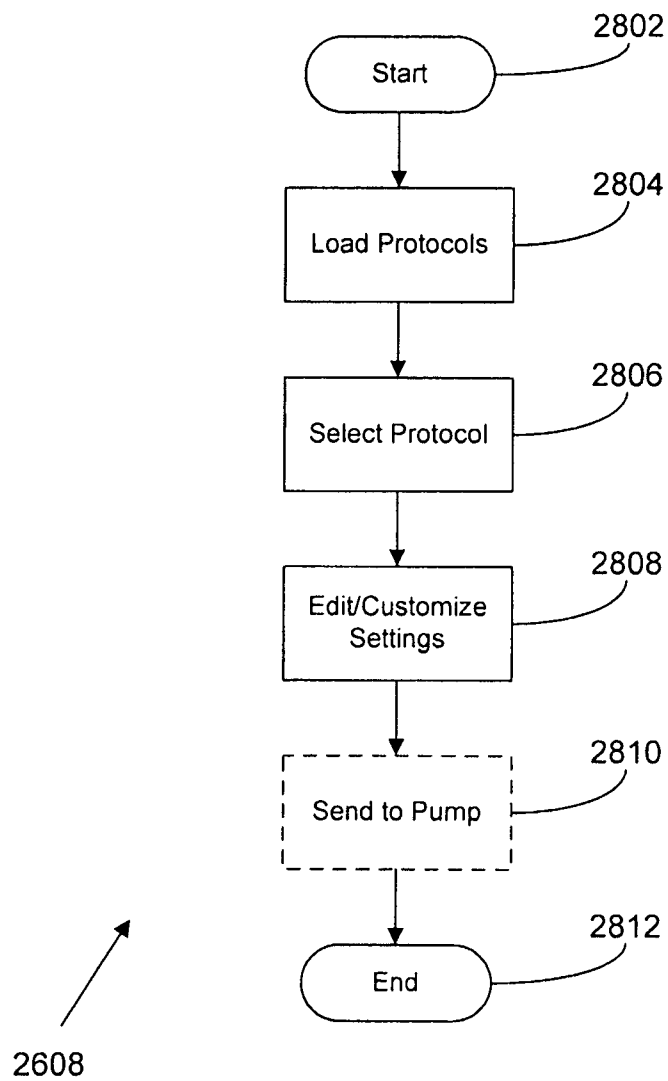 2802
Start
2804
Load Protocols
2806
Select Protocol
2808
Edit/Customize
Settings
2810
Send to Pump
2812
End
2608